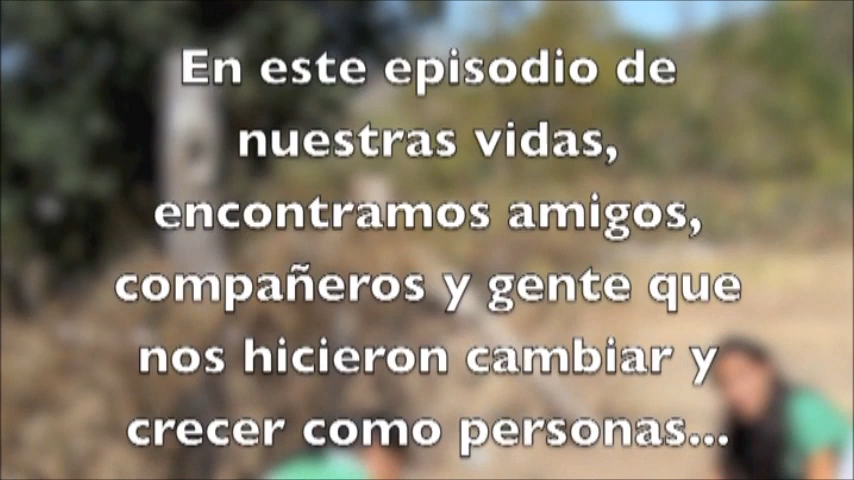 En este episodio de
nuestras vidas,
encontramos amigos,
compañeros y gente que
nos hicieron cambiar y
crecer como personas...